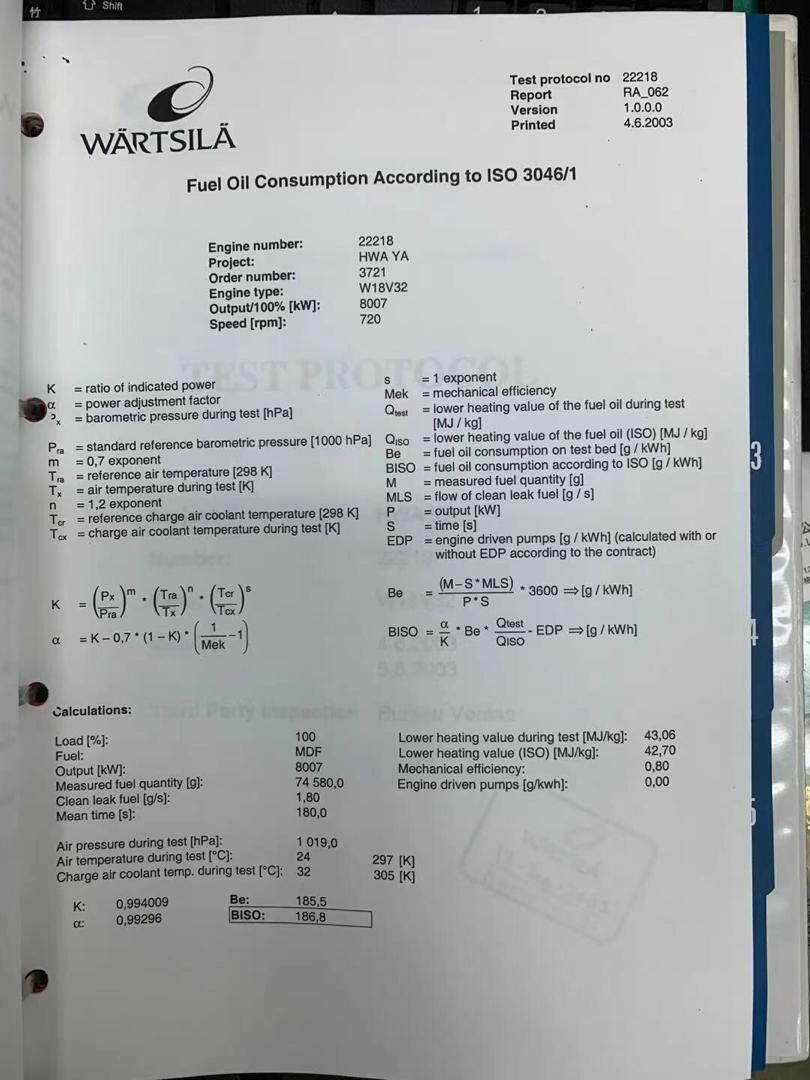 竹
⇧ Shift
WÄRTSILÄ
Test protocol no 22218
Report RA_062
Version 1.0.0.0
Printed 4.6.2003
Fuel Oil Consumption According to ISO 3046/1
Engine number: 22218
Project: HWA YA
Order number: 3721
Engine type: W18V32
Output/100% [kW]: 8007
Speed [rpm]: 720
K = ratio of indicated power
α = power adjustment factor
Px = barometric pressure during test [hPa]
Pra = standard reference barometric pressure [1000 hPa]
m = 0,7 exponent
Tra = reference air temperature [298 K]
Tx = air temperature during test [K]
n = 1,2 exponent
Tcr = reference charge air coolant temperature [298 K]
Tcx = charge air coolant temperature during test [K]
s = 1 exponent
Mek = mechanical efficiency
Qtest = lower heating value of the fuel oil during test
[MJ / kg]
QISO = lower heating value of the fuel oil (ISO) [MJ / kg]
Be = fuel oil consumption on test bed [g / kWh]
BISO = fuel oil consumption according to ISO [g / kWh]
M = measured fuel quantity [g]
MLS = flow of clean leak fuel [g / s]
P = output [kW]
S = time [s]
EDP = engine driven pumps [g / kWh] (calculated with or
without EDP according to the contract)
K = (Px/Pra)^m * (Tra/Tx)^n * (Tcr/Tcx)^s
α = K – 0,7 * (1 – K) * (1/Mek – 1)
Be = (M – S * MLS)/(P * S) * 3600 ⇒ [g / kWh]
BISO = α/K * Be * Qtest/QISO - EDP ⇒ [g / kWh]
Calculations:
Load [%]: 100
Fuel: MDF
Output [kW]: 8007
Measured fuel quantity [g]: 74 580,0
Clean leak fuel [g/s]: 1,80
Mean time [s]: 180,0
Lower heating value during test [MJ/kg]: 43,06
Lower heating value (ISO) [MJ/kg]: 42,70
Mechanical efficiency: 0,80
Engine driven pumps [g/kwh]: 0,00
Air pressure during test [hPa]: 1 019,0
Air temperature during test [°C]: 24 297 [K]
Charge air coolant temp. during test [°C]: 32 305 [K]
K: 0,994009 Be: 185,5
α: 0,99296 BISO: 186,8
3
4
5